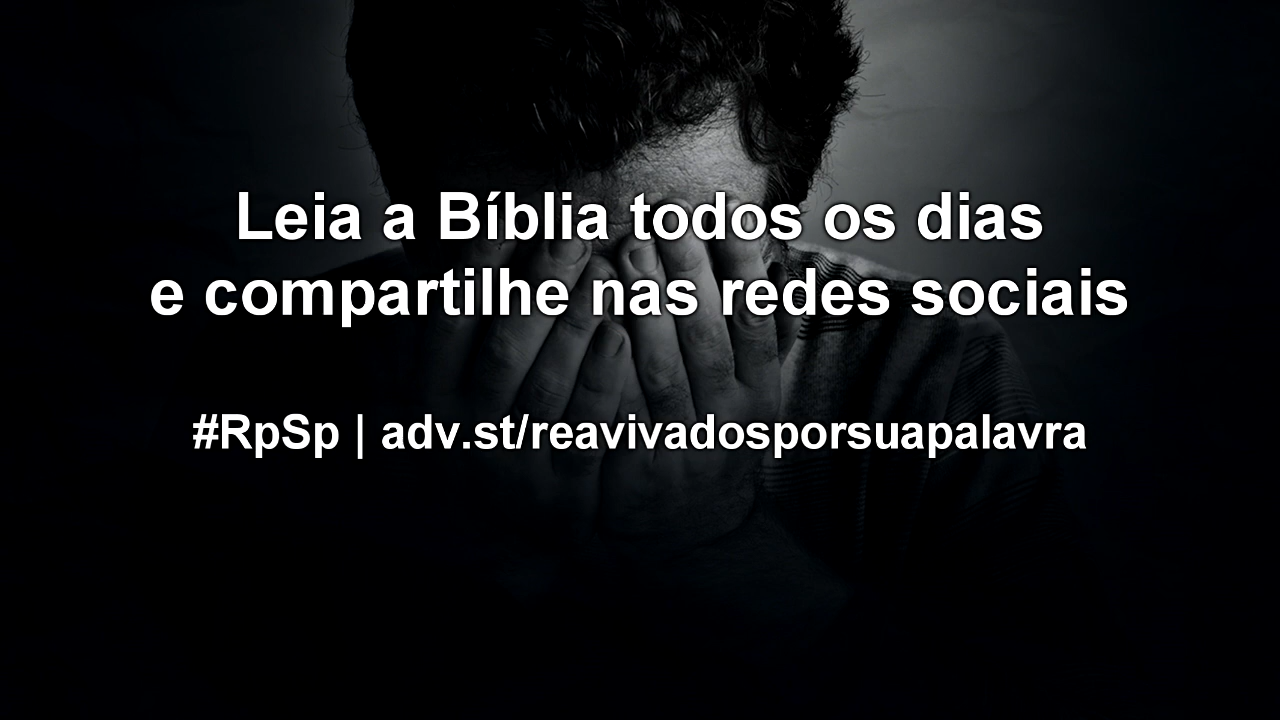 Leia a Bíblia todos os dias
e compartilhe nas redes sociais
#RpSp | adv.st/reavivadosporsuapalavra